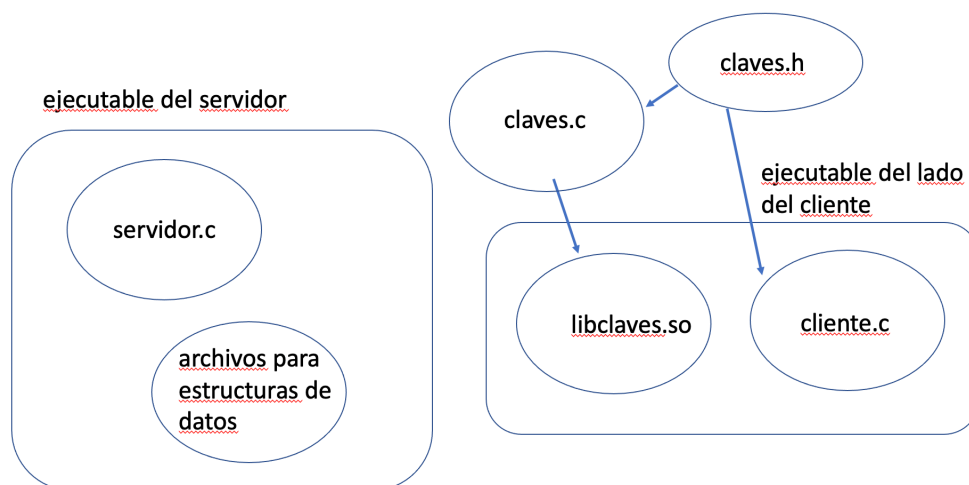 ejecutable del servidor
servidor.c
archivos para
estructuras de
datos
claves.c
claves.h
ejecutable del lado
del cliente
libclaves.so
cliente.c